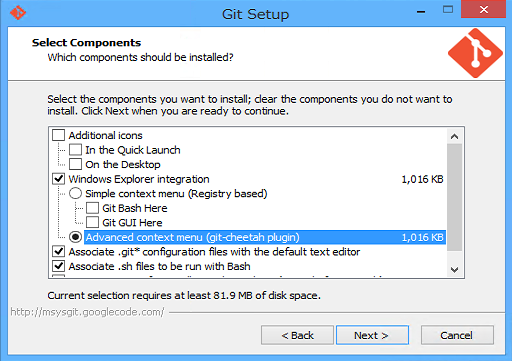 Git Setup
Select Components
Which components should be installed?
Select the components you want to install; clear the components you do not want to
install. Click Next when you are ready to continue.
Additional icons
In the Quick Launch
On the Desktop
Windows Explorer integration 1,016 KB
Simple context menu (Registry based)
Git Bash Here
Git GUI Here
Advanced context menu (git-cheetah plugin) 1,016 KB
Associate .git* configuration files with the default text editor
Associate .sh files to be run with Bash
Current selection requires at least 81.9 MB of disk space.
http://msysgit.googlecode.com/
< Back
Next >
Cancel